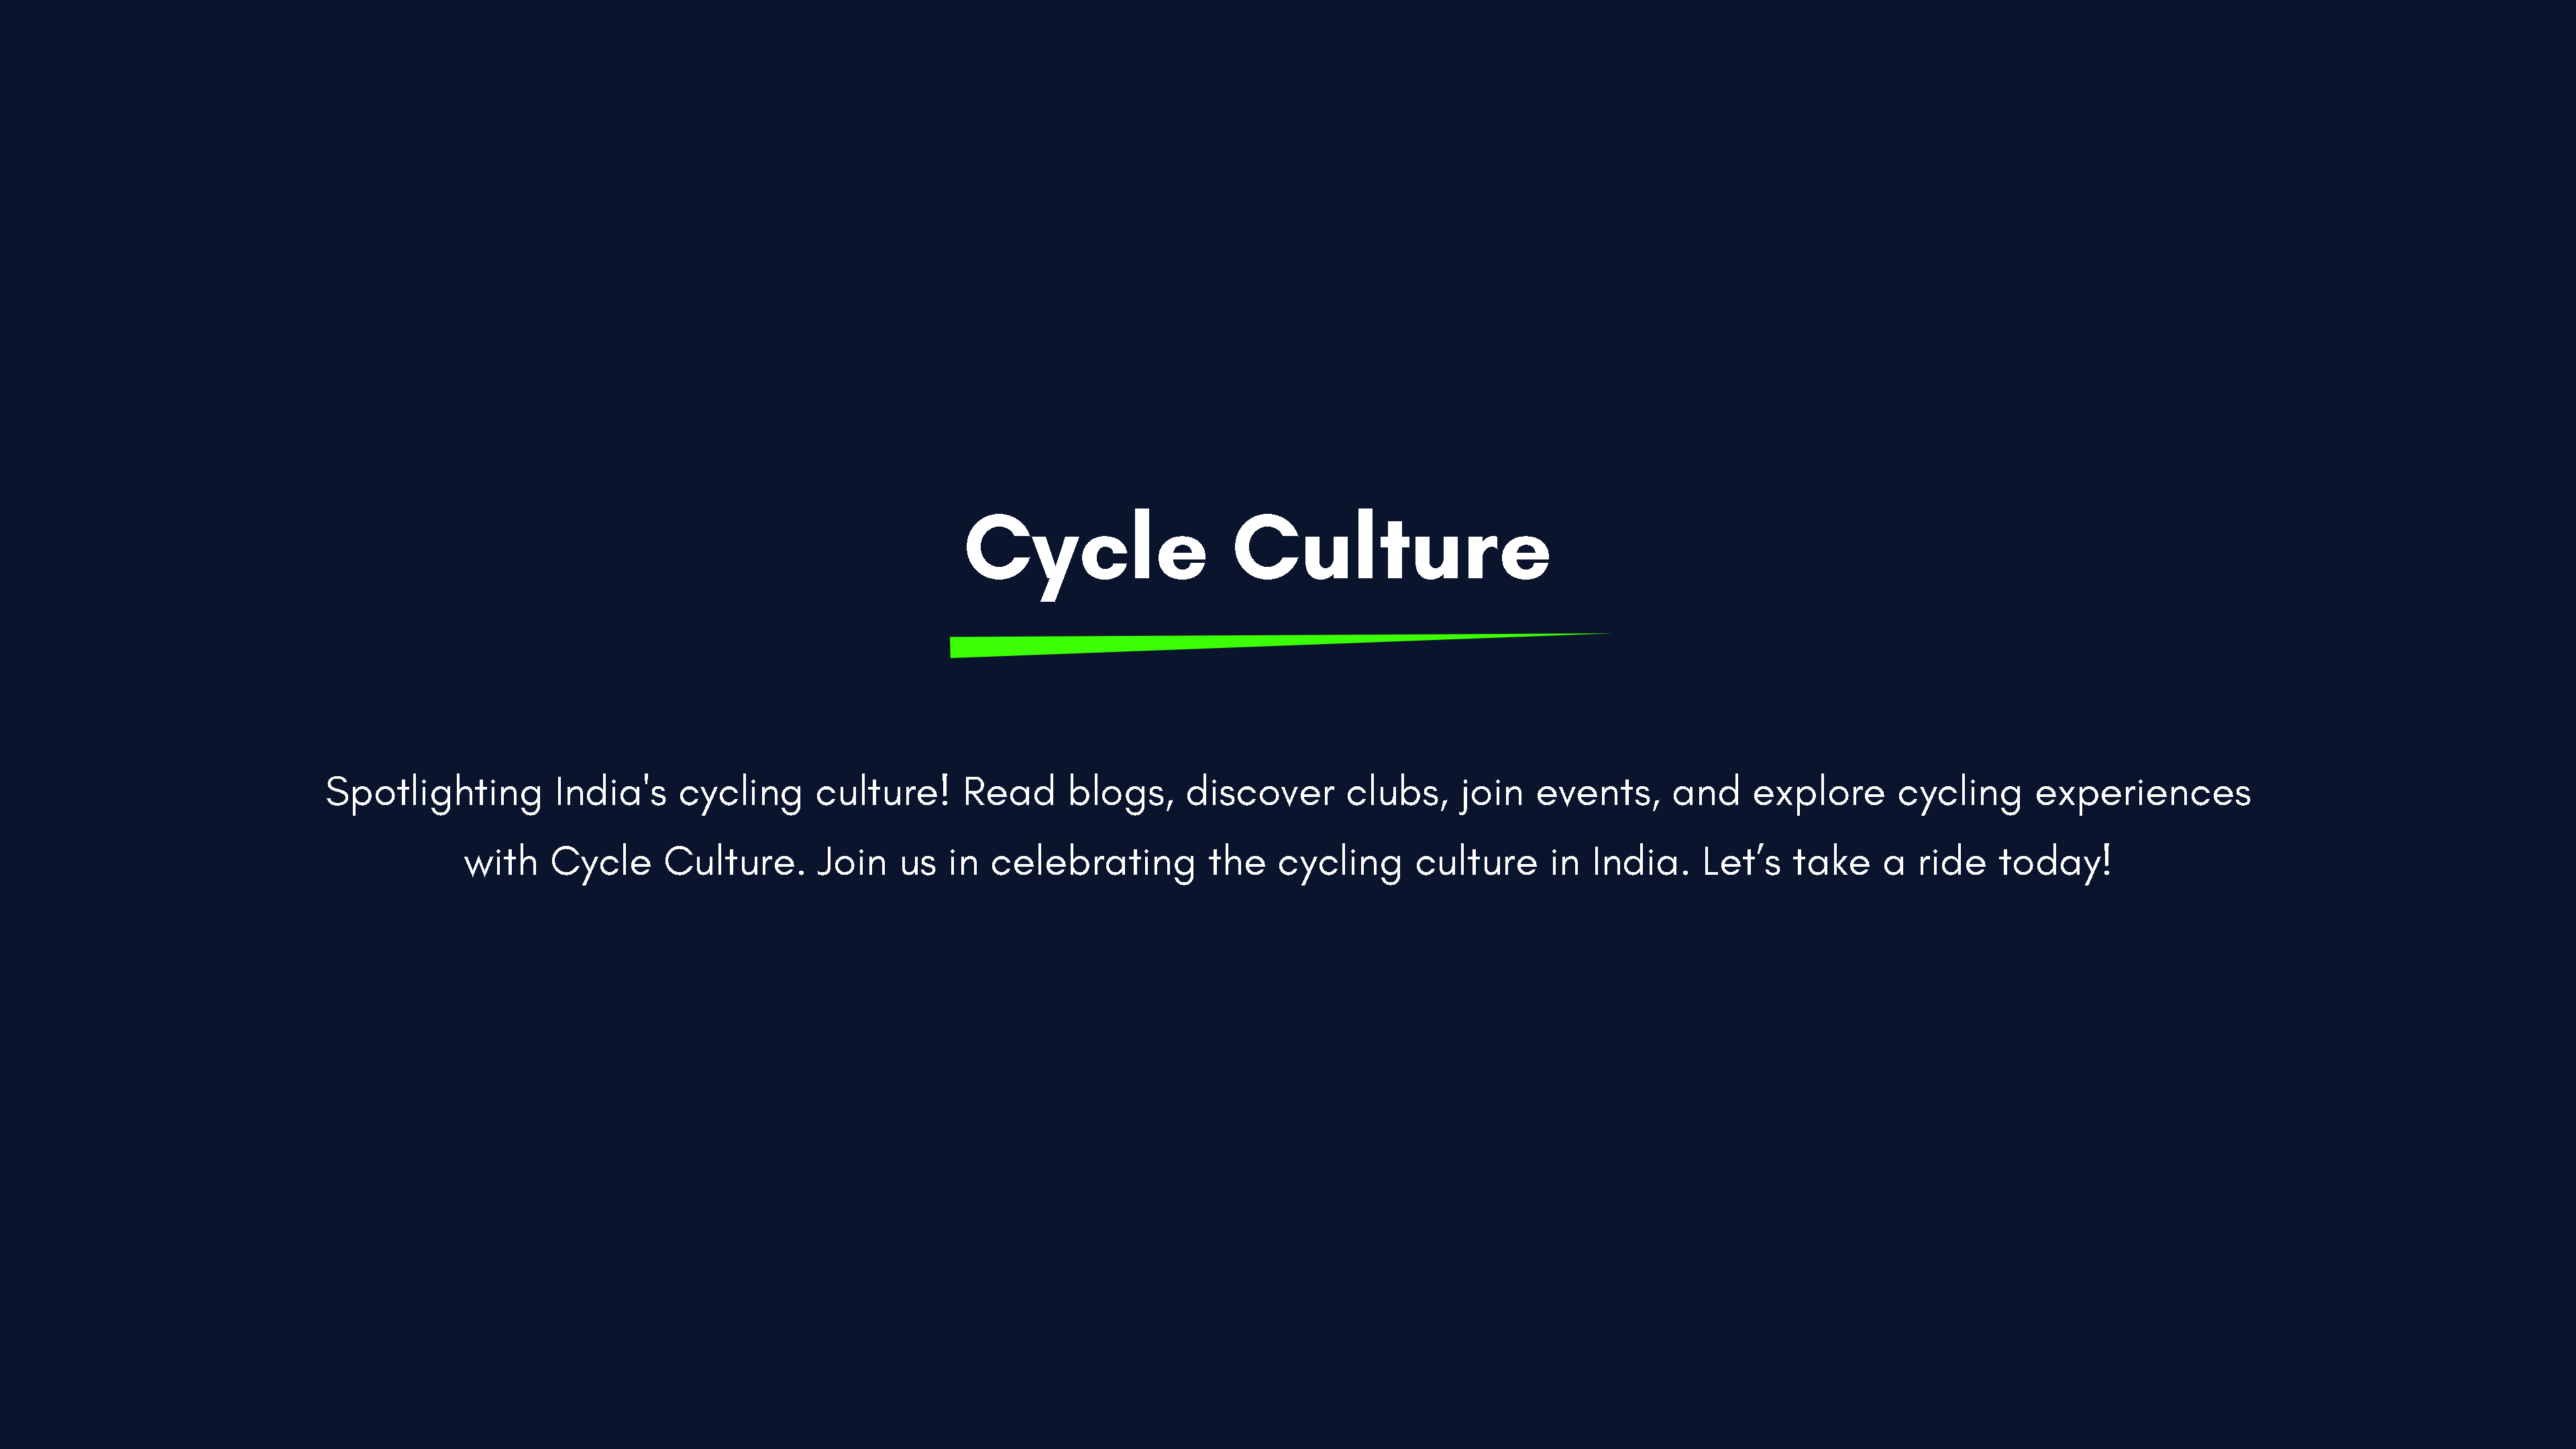 Cycle Culture
Spotlighting India's cycling culture! Read blogs, discover clubs, join events, and explore cycling experiences
with Cycle Culture. Join us in celebrating the cycling culture in India. Let’s take a ride today!